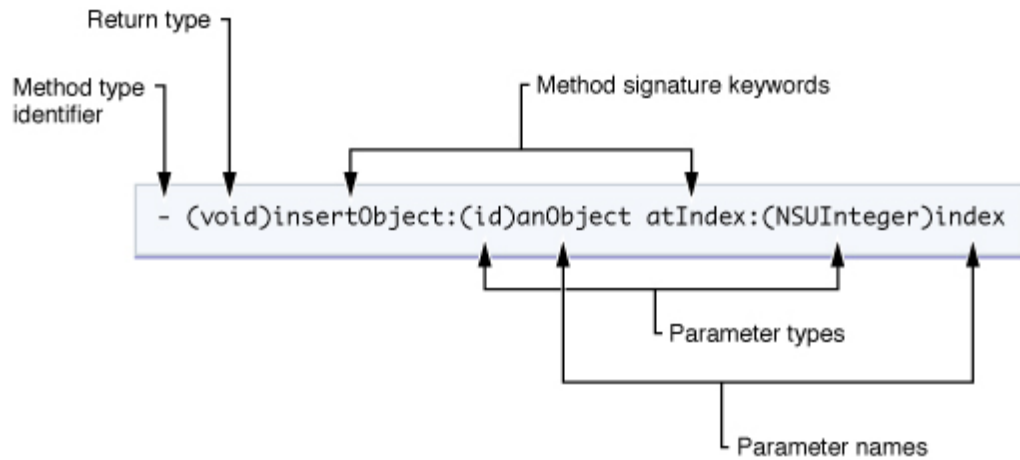 Return type
Method type
identifier
Method signature keywords
- (void)insertObject:(id)anObject atIndex:(NSUInteger)index
Parameter types
Parameter names